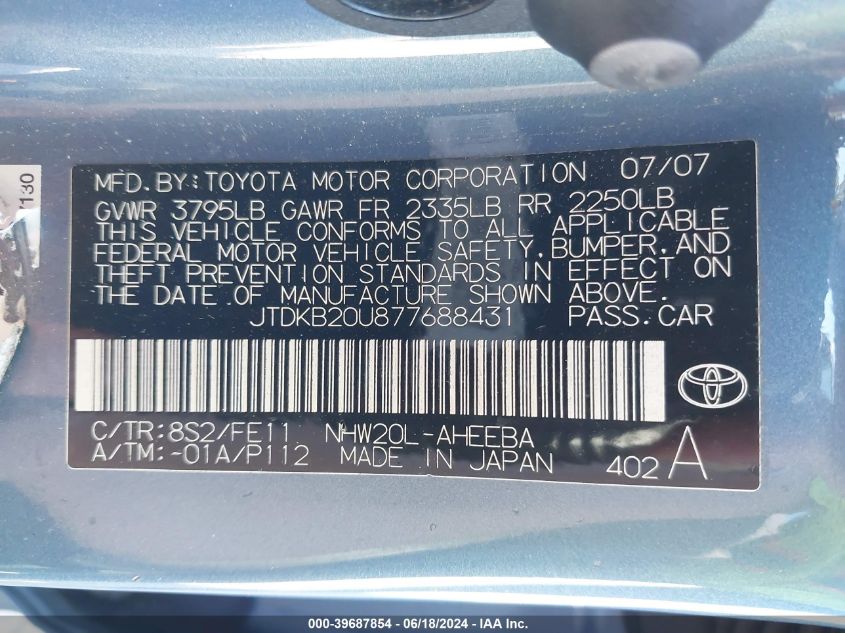 MFD. BY: TOYOTA MOTOR CORPORATION 07/07
GVWR 3795LB GAWR FR 2335LB RR 2250LB
THIS VEHICLE CONFORMS TO ALL APPLICABLE
FEDERAL MOTOR VEHICLE SAFETY, BUMPER, AND
THEFT PREVENTION STANDARDS IN EFFECT ON
THE DATE OF MANUFACTURE SHOWN ABOVE.
JTDKB20U877688431 PASS. CAR
C/TR: 8S2/FE11 NHW20L-AHEEBA
A/TM: -01A/P112 MADE IN JAPAN 402 A
130
000-39687854 - 06/18/2024 - IAA Inc.